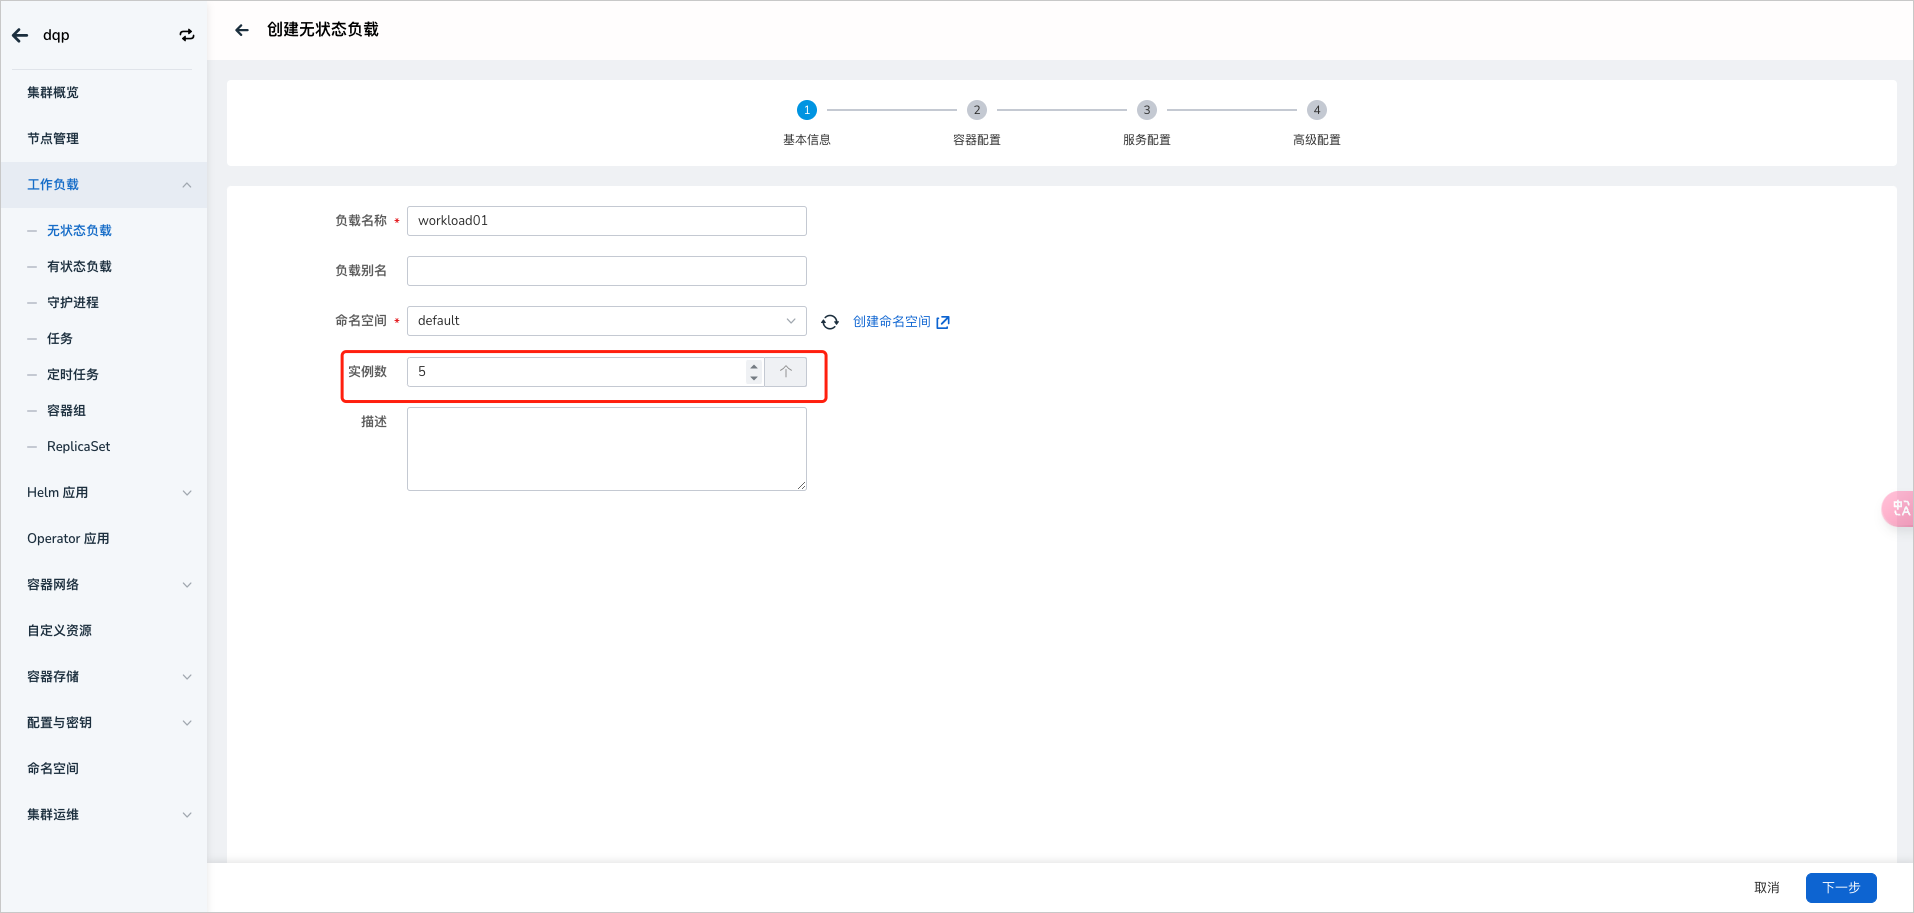 dqp
集群概览
节点管理
工作负载
无状态负载
有状态负载
守护进程
任务
定时任务
容器组
ReplicaSet
Helm 应用
Operator 应用
容器网络
自定义资源
容器存储
配置与密钥
命名空间
集群运维
创建无状态负载
1 2 3 4
基本信息 容器配置 服务配置 高级配置
负载名称 * workload01
负载别名
命名空间 * default 创建命名空间
实例数 5 个
描述
中 A
取消 下一步